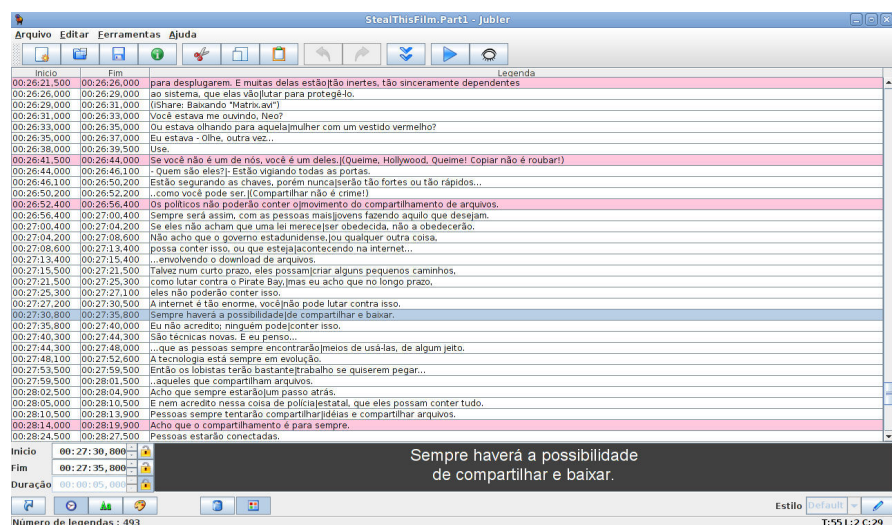 StealThisFilm.Part1 - Jubler
Arquivo Editar Ferramentas Ajuda
Inicio Fim Legenda
00:26:21,500 00:26:26,000 para desplugarem. E muitas delas estão|tão inertes, tão sinceramente dependentes
00:26:26,000 00:26:29,000 ao sistema, que elas vão|lutar para protegê-lo.
00:26:29,000 00:26:31,000 (iShare: Baixando "Matrix.avi")
00:26:31,000 00:26:33,000 Você estava me ouvindo, Neo?
00:26:33,000 00:26:35,000 Ou estava olhando para aquela|mulher com um vestido vermelho?
00:26:35,000 00:26:37,000 Eu estava - Olhe, outra vez...
00:26:38,000 00:26:39,500 Use.
00:26:41,500 00:26:44,000 Se você não é um de nós, você é um deles.|(Queime, Hollywood, Queime! Copiar não é roubar!)
00:26:44,000 00:26:46,100 - Quem são eles?|- Estão vigiando todas as portas.
00:26:46,100 00:26:50,200 Estão segurando as chaves, porém nunca|serão tão fortes ou tão rápidos...
00:26:50,200 00:26:52,200 ..como você pode ser.|(Compartilhar não é crime!)
00:26:52,400 00:26:56,400 Os políticos não poderão conter o|movimento do compartilhamento de arquivos.
00:26:56,400 00:27:00,400 Sempre será assim, com as pessoas mais|jovens fazendo aquilo que desejam.
00:27:00,400 00:27:04,200 Se eles não acham que uma lei merece|ser obedecida, não a obedecerão.
00:27:04,200 00:27:08,600 Não acho que o governo estadunidense,|ou qualquer outra coisa,
00:27:08,600 00:27:13,400 possa conter isso, ou que esteja|acontecendo na internet...
00:27:13,400 00:27:15,400 ...envolvendo o download de arquivos.
00:27:15,500 00:27:21,500 Talvez num curto prazo, eles possam|criar alguns pequenos caminhos,
00:27:21,500 00:27:25,300 como lutar contra o Pirate Bay,|mas eu acho que no longo prazo,
00:27:25,300 00:27:27,100 eles não poderão conter isso.
00:27:27,200 00:27:30,500 A internet é tão enorme, você|não pode lutar contra isso.
00:27:30,800 00:27:35,800 Sempre haverá a possibilidade|de compartilhar e baixar.
00:27:35,800 00:27:40,000 Eu não acredito; ninguém pode|conter isso.
00:27:40,300 00:27:44,300 São técnicas novas. E eu penso...
00:27:44,300 00:27:48,000 ...que as pessoas sempre encontrarão|meios de usá-las, de algum jeito.
00:27:48,100 00:27:52,600 A tecnologia está sempre em evolução.
00:27:53,500 00:27:59,500 Então os lobistas terão bastante|trabalho se quiserem pegar...
00:27:59,500 00:28:01,500 ..aqueles que compartilham arquivos.
00:28:02,500 00:28:04,900 Acho que sempre estarão|um passo atrás.
00:28:05,000 00:28:10,500 E nem acredito nessa coisa de polícia|estatal, que eles possam conter tudo.
00:28:10,500 00:28:13,900 Pessoas sempre tentarão compartilhar|idéias e compartilhar arquivos.
00:28:14,000 00:28:19,900 Acho que o compartilhamento é para sempre.
00:28:24,500 00:28:27,500 Pessoas estarão conectadas.
Inicio 00:27:30,800
Fim 00:27:35,800
Duração 00:00:05,000
Sempre haverá a possibilidade
de compartilhar e baixar.
Estilo Default
Número de legendas : 493 T:55 L:2 C:29